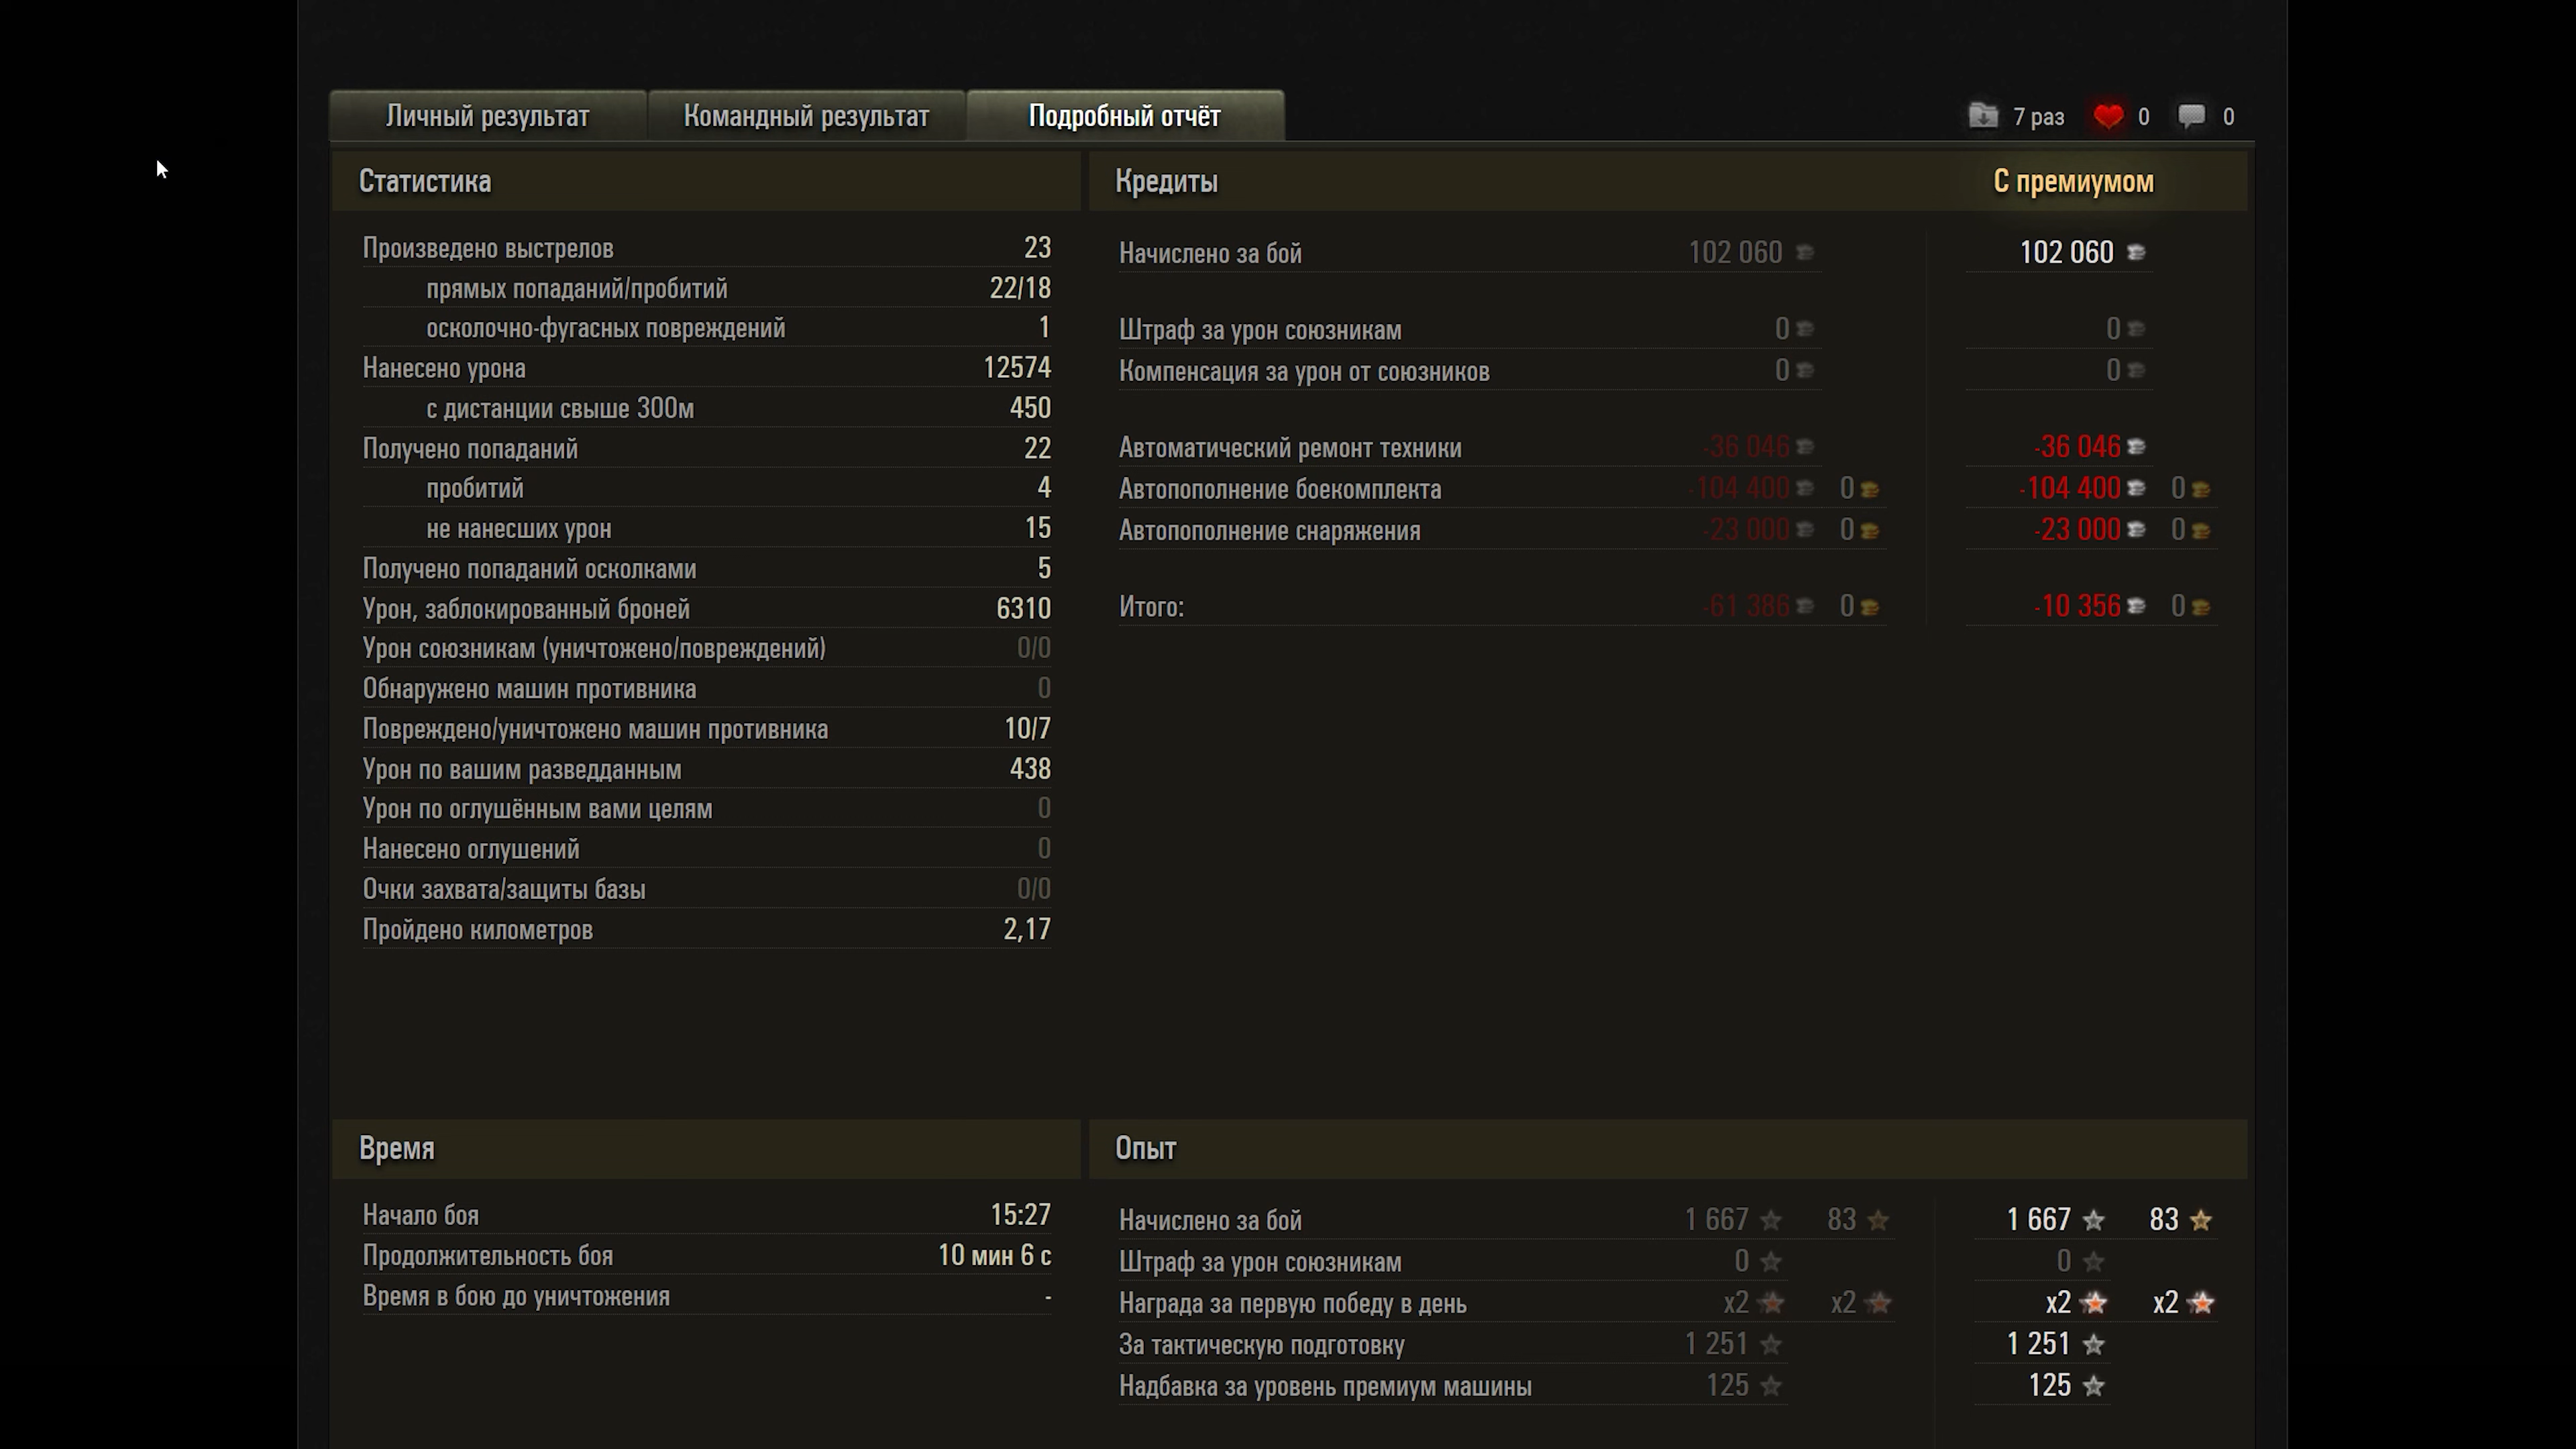 Личный результат Командный результат Подробный отчёт 7 раз 0 0
Статистика
Произведено выстрелов 23
прямых попаданий/пробитий 22/18
осколочно-фугасных повреждений 1
Нанесено урона 12574
с дистанции свыше 300м 450
Получено попаданий 22
пробитий 4
не нанесших урон 15
Получено попаданий осколками 5
Урон, заблокированный броней 6310
Урон союзникам (уничтожено/повреждений) 0/0
Обнаружено машин противника 0
Повреждено/уничтожено машин противника 10/7
Урон по вашим разведданным 438
Урон по оглушённым вами целям 0
Нанесено оглушений 0
Очки захвата/защиты базы 0/0
Пройдено километров 2,17
Кредиты С премиумом
Начислено за бой 102 060 102 060
Штраф за урон союзникам 0 0
Компенсация за урон от союзников 0 0
Автоматический ремонт техники -36 046 -36 046
Автопополнение боекомплекта -104 400 0 -104 400 0
Автопополнение снаряжения -23 000 0 -23 000 0
Итого: -61 386 0 -10 356 0
Время
Начало боя 15:27
Продолжительность боя 10 мин 6 с
Время в бою до уничтожения -
Опыт
Начислено за бой 1 667 83 1 667 83
Штраф за урон союзникам 0 0
Награда за первую победу в день x2 x2 x2 x2
За тактическую подготовку 1 251 1 251
Надбавка за уровень премиум машины 125 125